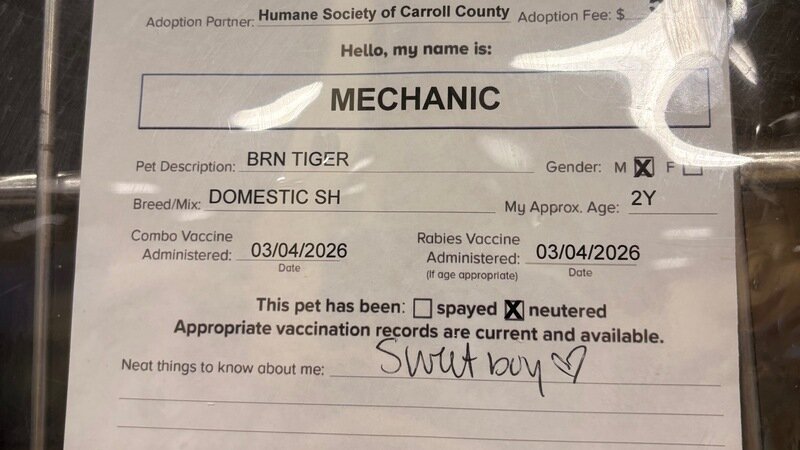 Adoption Partner: Humane Society of Carroll County Adoption Fee: $
Hello, my name is:
MECHANIC
Pet Description: BRN TIGER Gender: M X F
Breed/Mix: DOMESTIC SH My Approx. Age: 2Y
Combo Vaccine Administered: 03/04/2026 Rabies Vaccine Administered: 03/04/2026
Date (If age appropriate) Date
This pet has been: spayed X neutered
Appropriate vaccination records are current and available.
Neat things to know about me: Sweet boy ♡